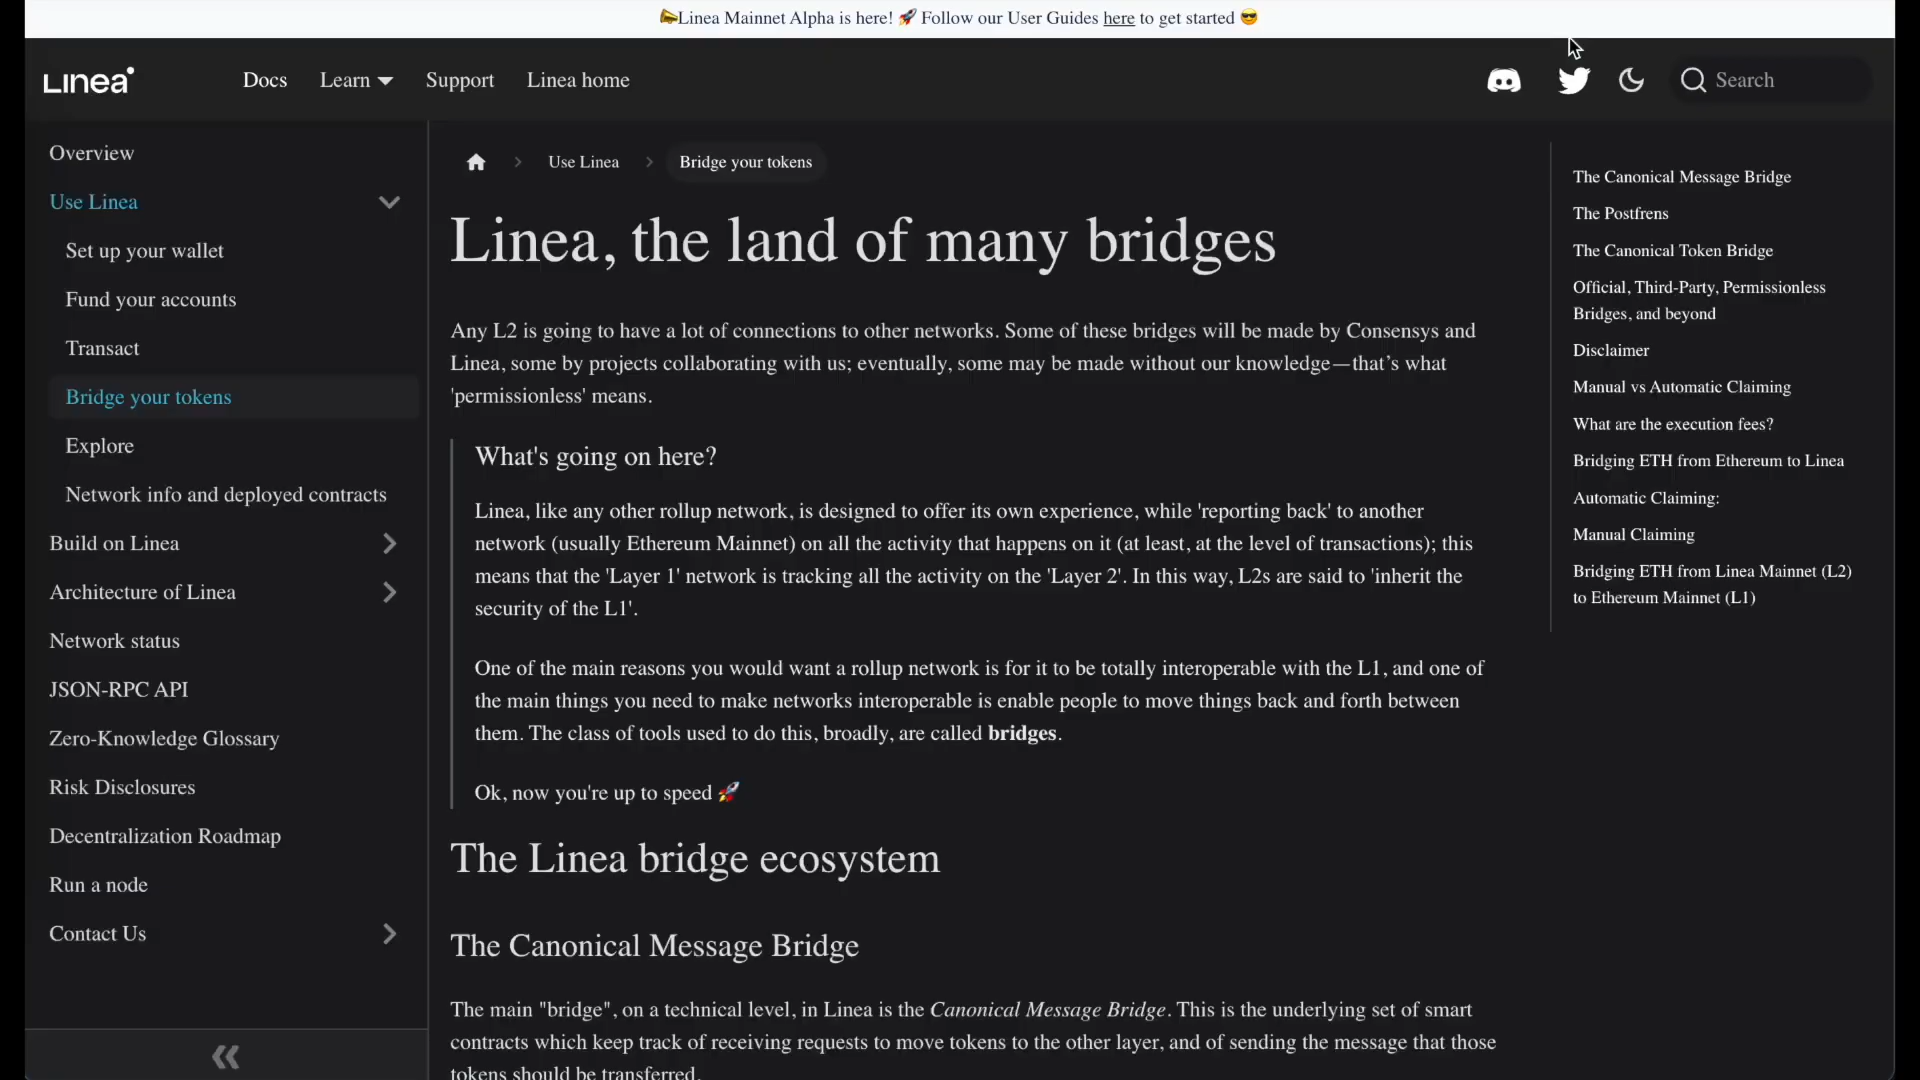 📣Linea Mainnet Alpha is here! 🚀 Follow our User Guides here to get started 😎
Linea
Docs
Learn
Support
Linea home
Search
Overview
Use Linea
Set up your wallet
Fund your accounts
Transact
Bridge your tokens
Explore
Network info and deployed contracts
Build on Linea
Architecture of Linea
Network status
JSON-RPC API
Zero-Knowledge Glossary
Risk Disclosures
Decentralization Roadmap
Run a node
Contact Us
Use Linea
Bridge your tokens
Linea, the land of many bridges
Any L2 is going to have a lot of connections to other networks. Some of these bridges will be made by Consensys and
Linea, some by projects collaborating with us; eventually, some may be made without our knowledge—that’s what
'permissionless' means.
What's going on here?
Linea, like any other rollup network, is designed to offer its own experience, while 'reporting back' to another
network (usually Ethereum Mainnet) on all the activity that happens on it (at least, at the level of transactions); this
means that the 'Layer 1' network is tracking all the activity on the 'Layer 2'. In this way, L2s are said to 'inherit the
security of the L1'.
One of the main reasons you would want a rollup network is for it to be totally interoperable with the L1, and one of
the main things you need to make networks interoperable is enable people to move things back and forth between
them. The class of tools used to do this, broadly, are called bridges.
Ok, now you're up to speed 🚀
The Linea bridge ecosystem
The Canonical Message Bridge
The main "bridge", on a technical level, in Linea is the Canonical Message Bridge. This is the underlying set of smart
contracts which keep track of receiving requests to move tokens to the other layer, and of sending the message that those
tokens should be transferred.
The Canonical Message Bridge
The Postfrens
The Canonical Token Bridge
Official, Third-Party, Permissionless
Bridges, and beyond
Disclaimer
Manual vs Automatic Claiming
What are the execution fees?
Bridging ETH from Ethereum to Linea
Automatic Claiming:
Manual Claiming
Bridging ETH from Linea Mainnet (L2)
to Ethereum Mainnet (L1)